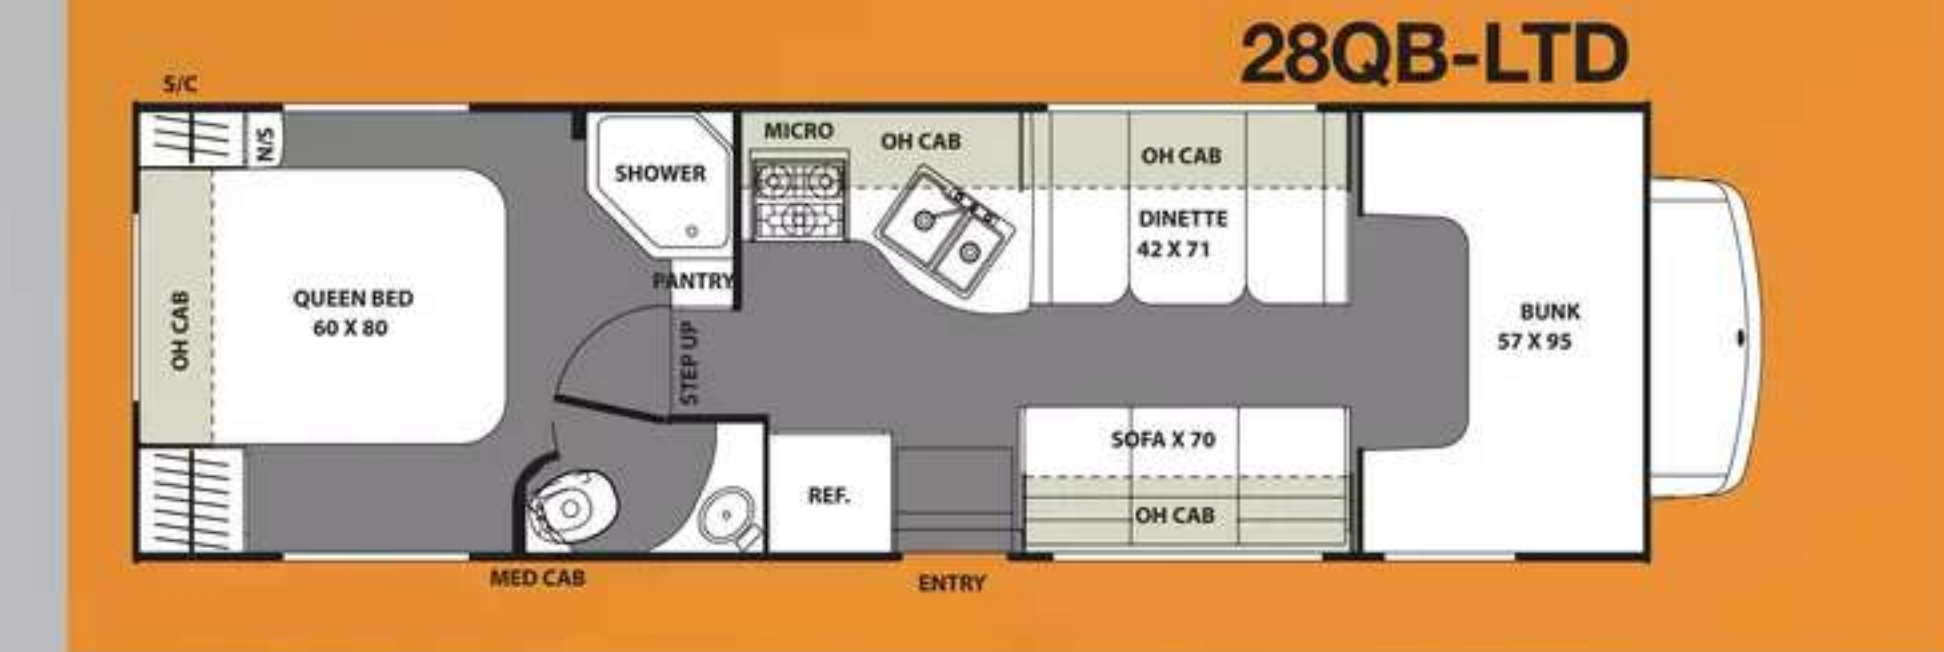 28QB-LTD
S/C
N/S
OH CAB
QUEEN BED
60 X 80
SHOWER
PANTRY
STEP UP
MED CAB
MICRO
OH CAB
OH CAB
DINETTE
42 X 71
REF.
ENTRY
SOFA X 70
OH CAB
BUNK
57 X 95